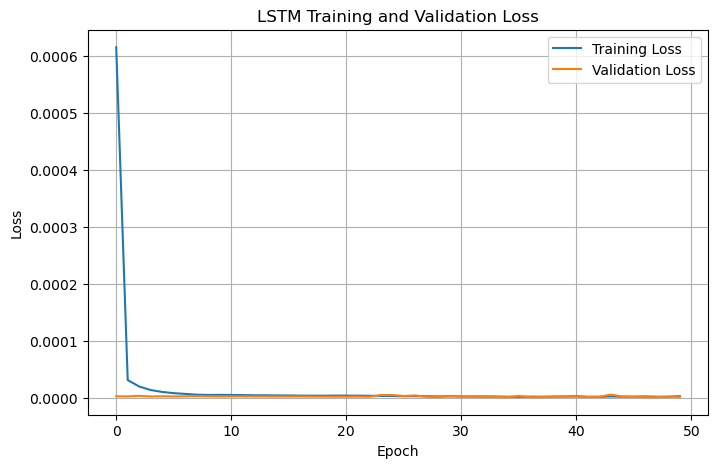 LSTM Training and Validation Loss
Training Loss
Validation Loss
0.0006
0.0005
0.0004
0.0003
0.0002
0.0001
0.0000
Loss
0 10 20 30 40 50
Epoch